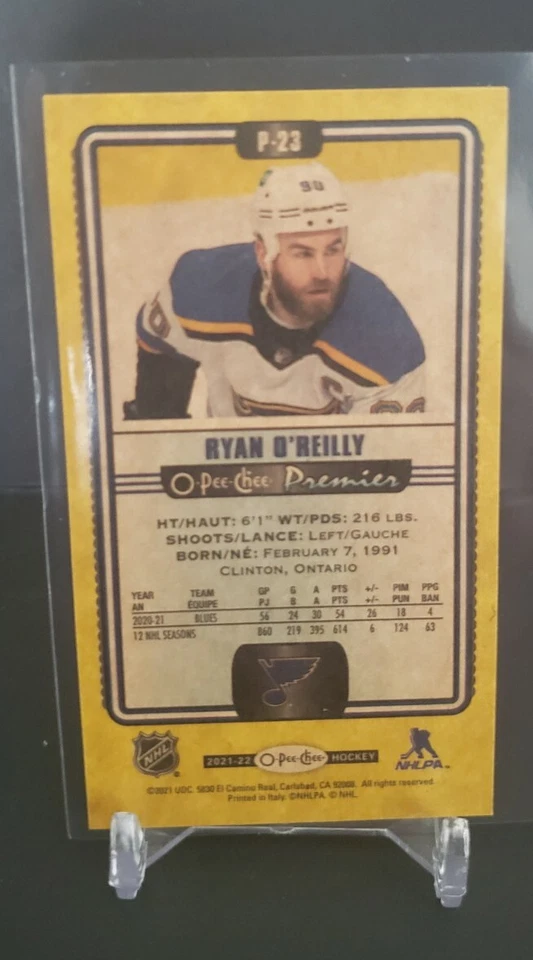 P-23
90
C
RYAN O'REILLY
O-Pee-Chee Premier
HT/HAUT: 6'1" WT/PDS: 216 LBS.
SHOOTS/LANCE: LEFT/GAUCHE
BORN/NÉ: FEBRUARY 7, 1991
CLINTON, ONTARIO
YEAR TEAM GP G A PTS +/- PIM PPG
AN ÉQUIPE PJ B A PTS +/- PUN BAN
2020-21 BLUES 56 24 30 54 26 18 4
12 NHL SEASONS 860 219 395 614 6 124 63
NHL
2021-22 O-Pee-Chee HOCKEY
NHLPA
©2021 UDC. 5830 El Camino Real, Carlsbad, CA 92008. All rights reserved.
Printed in Italy. ©NHLPA. © NHL.